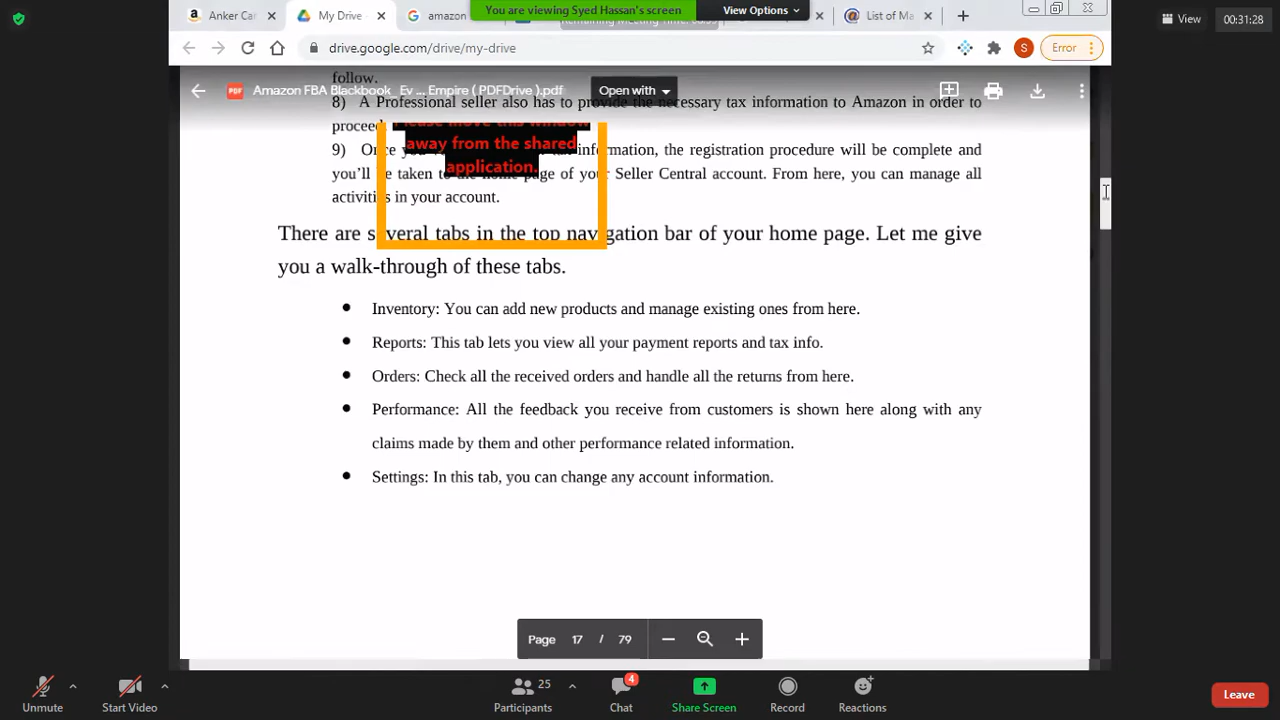 Anker Car
My Drive
amazon
You are viewing Syed Hassan's screen
View Options
List of Ma
View
00:31:28
Remaining Meeting Time:
drive.google.com/drive/my-drive
S
Error
follow.
PDF
Amazon FBA Blackbook _Ev ... Empire ( PDFDrive ).pdf
Open with
8) A Professional seller also has to provide the necessary tax information to Amazon in order to
proceed
Please move this window
away from the shared
application.
9) Once you information, the registration procedure will be complete and
you'll be taken to the home page of your Seller Central account. From here, you can manage all
activities in your account.
There are several tabs in the top navigation bar of your home page. Let me give
you a walk-through of these tabs.
• Inventory: You can add new products and manage existing ones from here.
• Reports: This tab lets you view all your payment reports and tax info.
• Orders: Check all the received orders and handle all the returns from here.
• Performance: All the feedback you receive from customers is shown here along with any
claims made by them and other performance related information.
• Settings: In this tab, you can change any account information.
Page 17 / 79
Unmute
Start Video
25
Participants
4
Chat
Share Screen
Record
Reactions
Leave